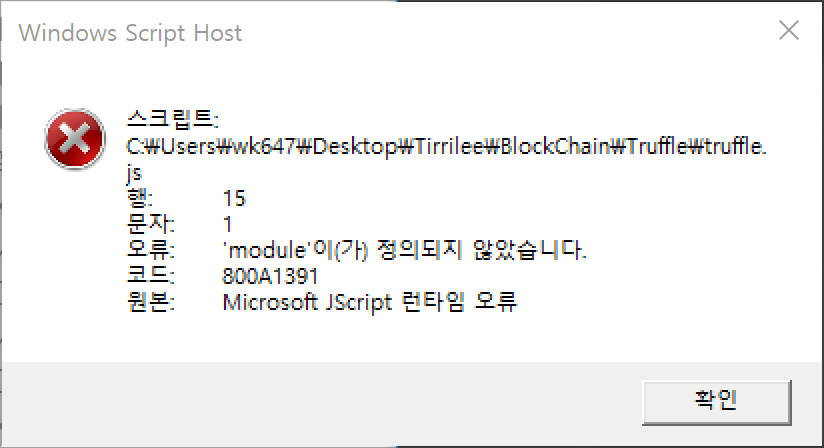 Windows Script Host
스크립트:
C:₩Users₩wk647₩Desktop₩Tirrilee₩BlockChain₩Truffle₩truffle.
js
행: 15
문자: 1
오류: 'module'이(가) 정의되지 않았습니다.
코드: 800A1391
원본: Microsoft JScript 런타임 오류
확인